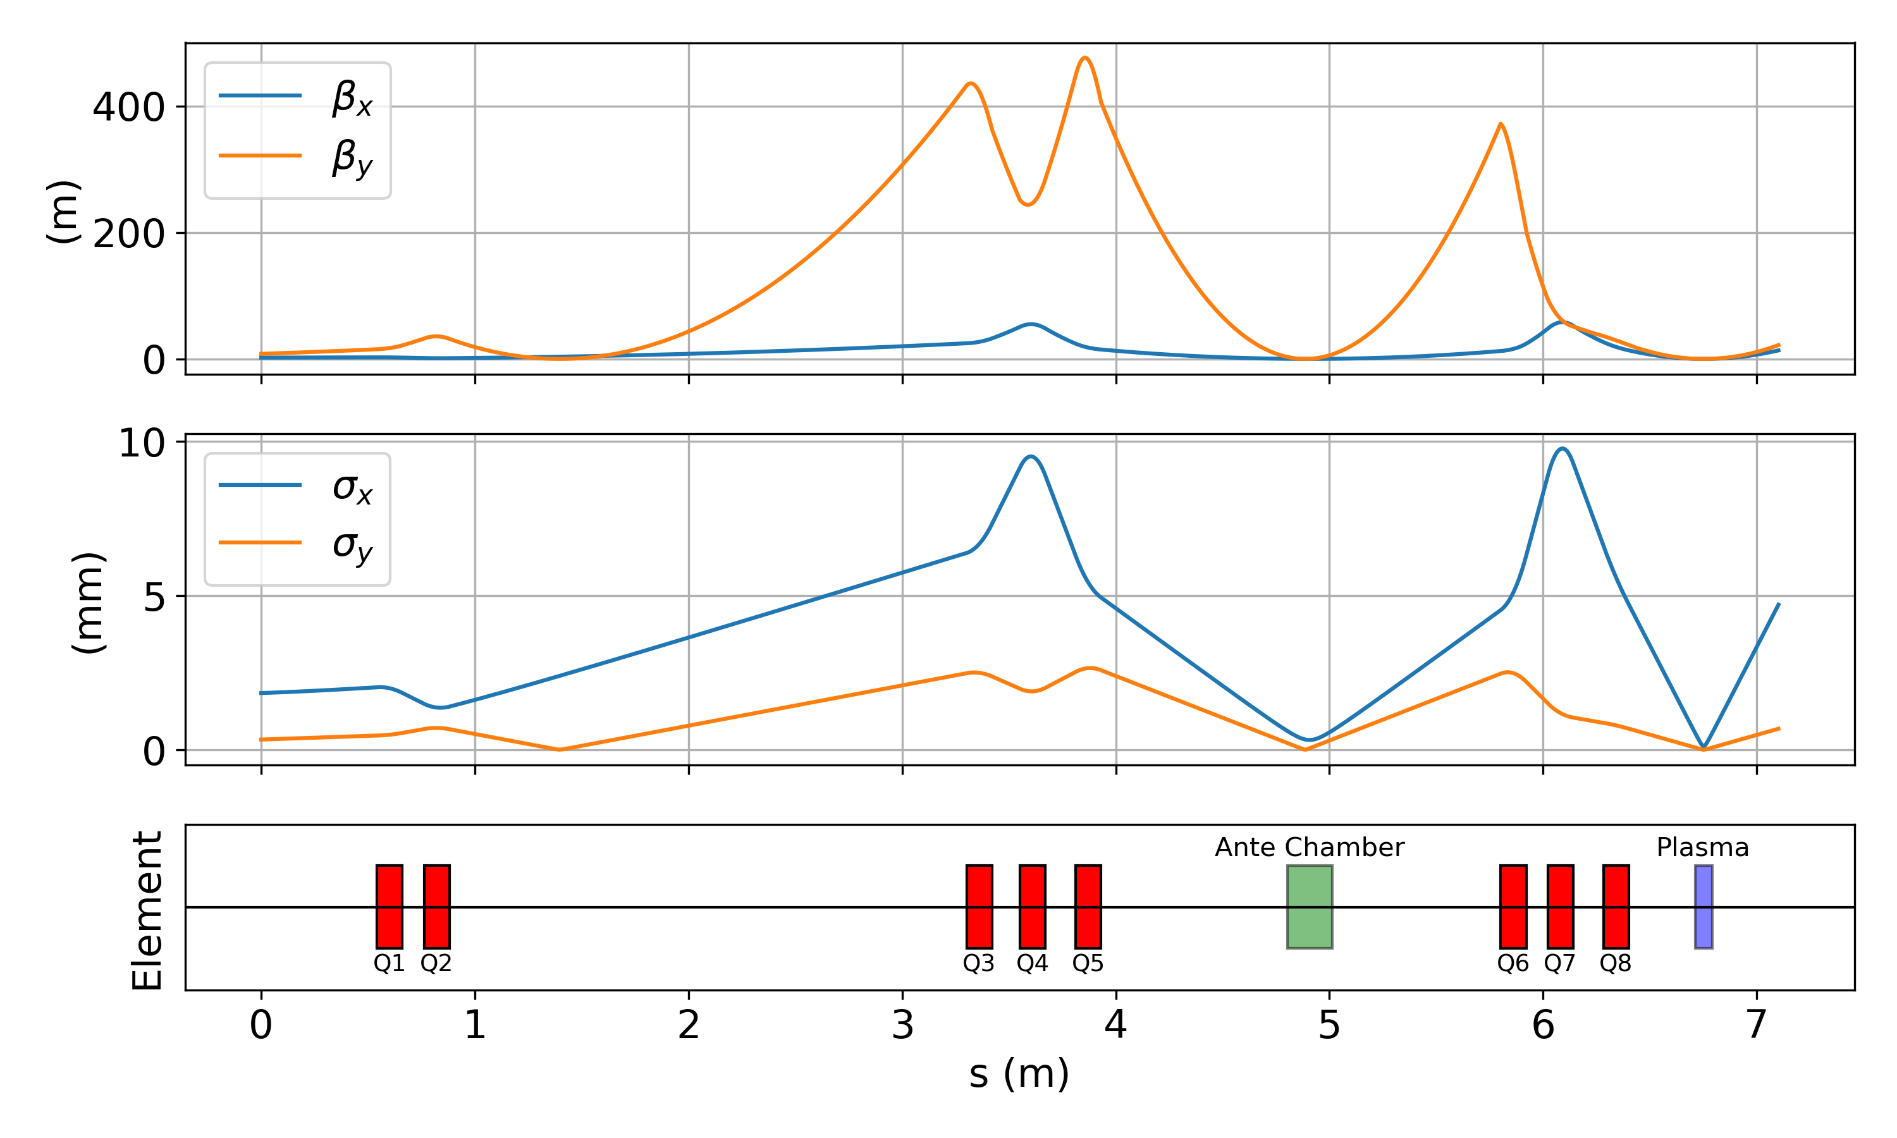 400
200
0
(m)
βx
βy
10
5
0
(mm)
σx
σy
Element
Ante Chamber
Plasma
Q1 Q2 Q3 Q4 Q5 Q6 Q7 Q8
0 1 2 3 4 5 6 7
s (m)